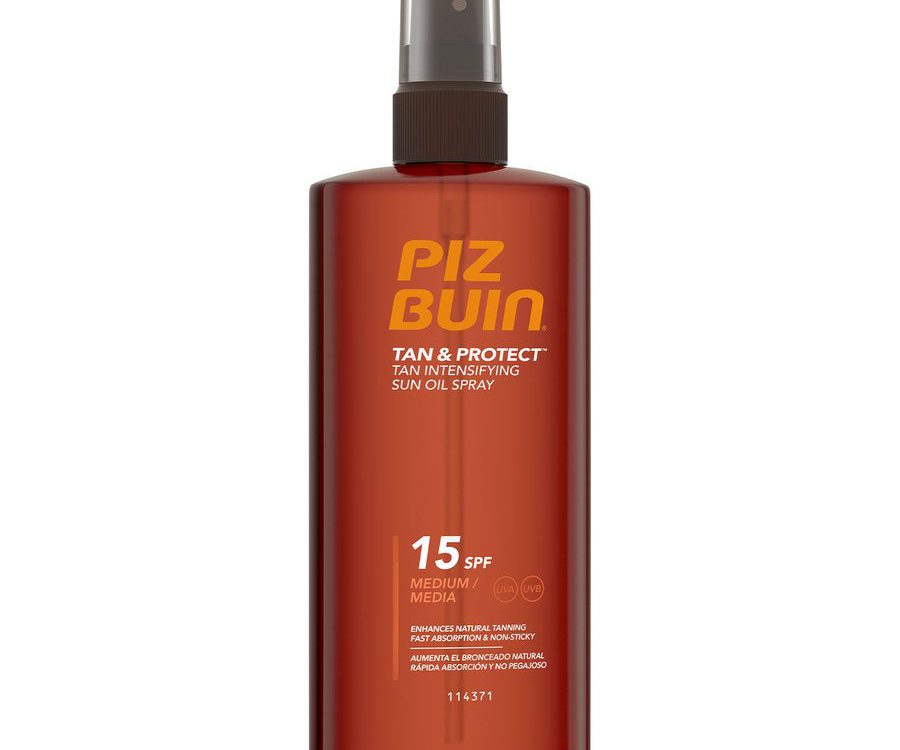 PIZ
BUIN®
TAN & PROTECT™
TAN INTENSIFYING
SUN OIL SPRAY
15 SPF
MEDIUM /
MEDIA
UVA UVB
ENHANCES NATURAL TANNING
FAST ABSORPTION & NON-STICKY
AUMENTA EL BRONCEADO NATURAL
RÁPIDA ABSORCIÓN Y NO PEGAJOSO
114371